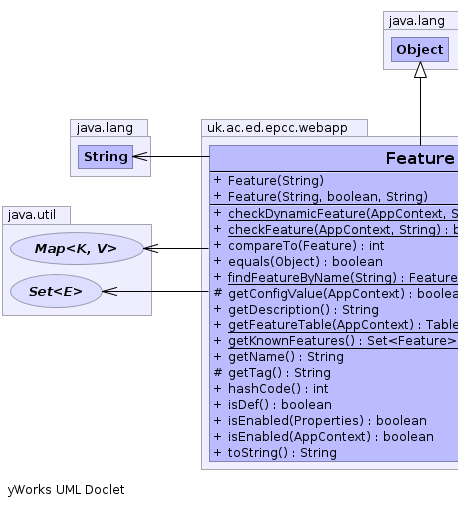 java.lang
Object
java.lang
String
uk.ac.ed.epcc.webapp
Feature
+ Feature(String)
+ Feature(String, boolean, String)
+ checkDynamicFeature(AppContext, S
+ checkFeature(AppContext, String) : b
+ compareTo(Feature) : int
+ equals(Object) : boolean
+ findFeatureByName(String) : Feature
# getConfigValue(AppContext) : boolea
+ getDescription() : String
+ getFeatureTable(AppContext) : Table
+ getKnownFeatures() : Set<Feature>
+ getName() : String
# getTag() : String
+ hashCode() : int
+ isDef() : boolean
+ isEnabled(Properties) : boolean
+ isEnabled(AppContext) : boolean
+ toString() : String
java.util
Map<K, V>
Set<E>
yWorks UML Doclet